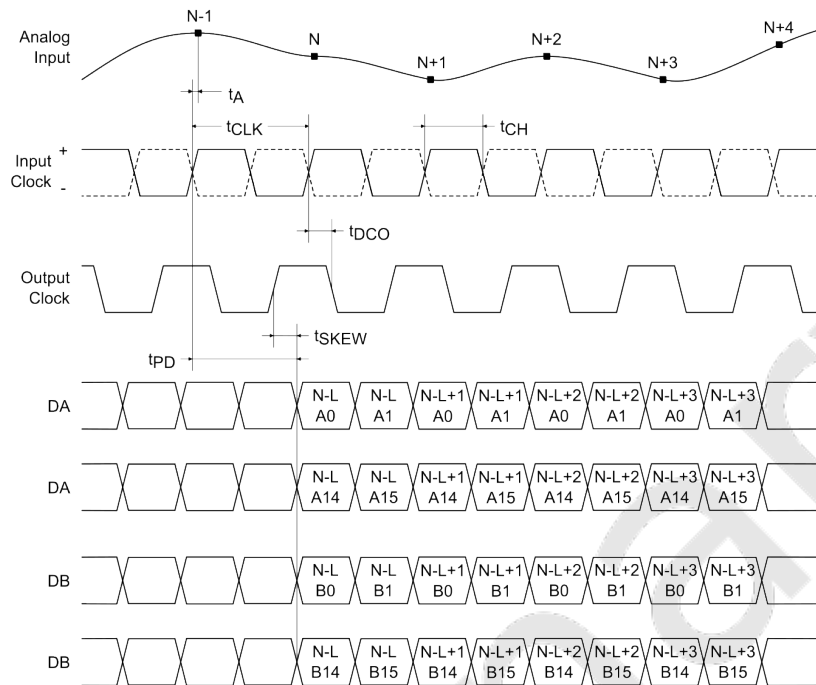 N-1
N
N+1
N+2
N+3
N+4
Analog
Input
tA
tCLK
tCH
Input
Clock
+
-
tDCO
Output
Clock
tSKEW
tPD
DA
N-L N-L N-L+1 N-L+1 N-L+2 N-L+2 N-L+3 N-L+3
A0 A1 A0 A1 A0 A1 A0 A1
DA
N-L N-L N-L+1 N-L+1 N-L+2 N-L+2 N-L+3 N-L+3
A14 A15 A14 A15 A14 A15 A14 A15
DB
N-L N-L N-L+1 N-L+1 N-L+2 N-L+2 N-L+3 N-L+3
B0 B1 B0 B1 B0 B1 B0 B1
DB
N-L N-L N-L+1 N-L+1 N-L+2 N-L+2 N-L+3 N-L+3
B14 B15 B14 B15 B14 B15 B14 B15